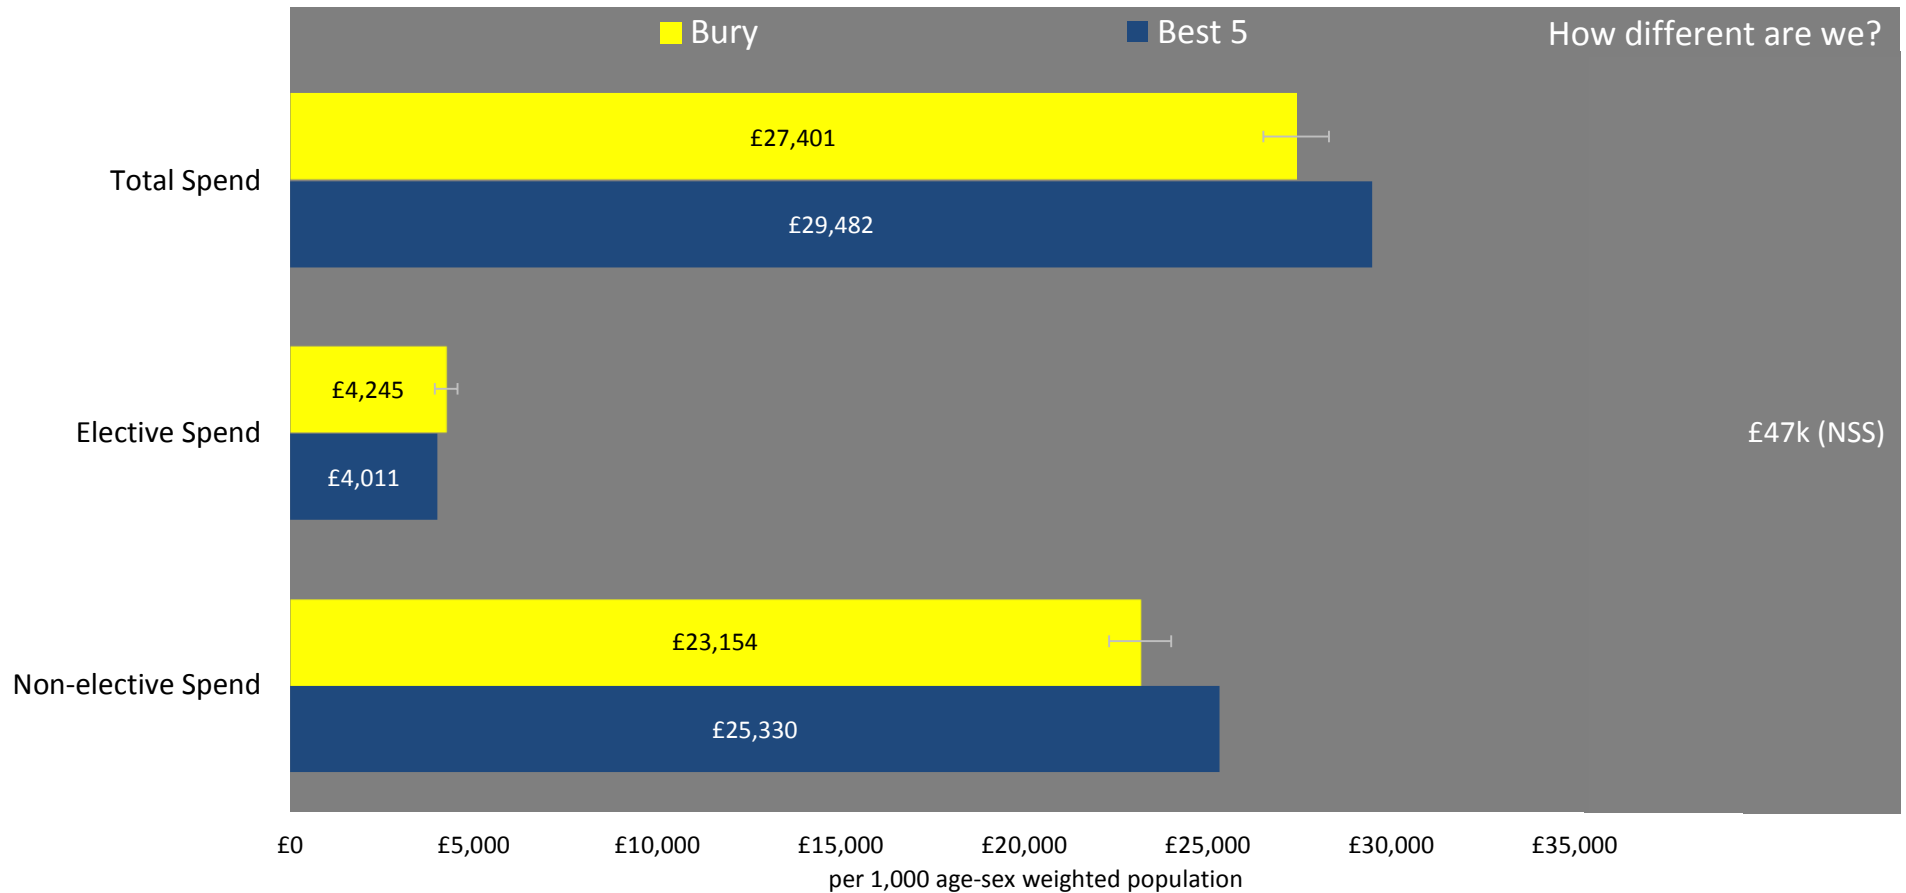 Bury
Best 5
How different are we?
Total Spend
£27,401
£29,482
Elective Spend
£4,245
£4,011
£47k (NSS)
Non-elective Spend
£23,154
£25,330
£0 £5,000 £10,000 £15,000 £20,000 £25,000 £30,000 £35,000
per 1,000 age-sex weighted population